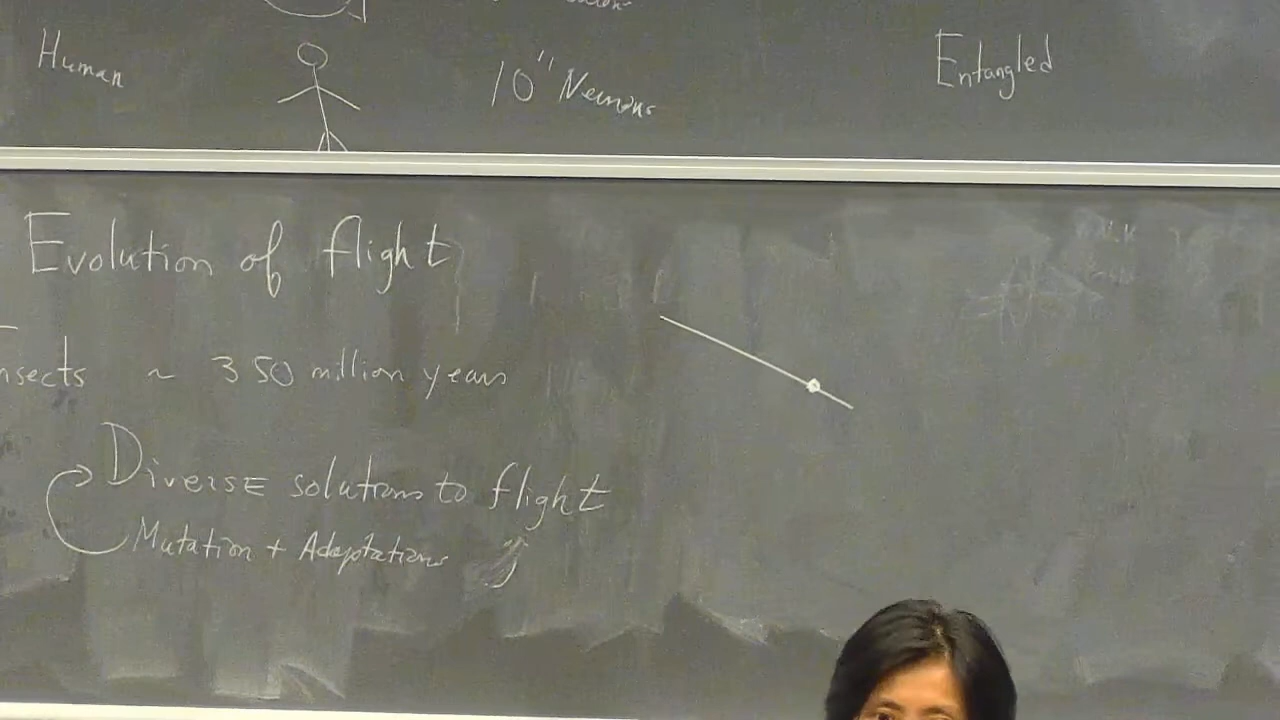 Human
10¹¹ Neurons
Entangled
Evolution of flight
nsects ~ 350 million years
Diverse solutions to flight
Mutation + Adaptations